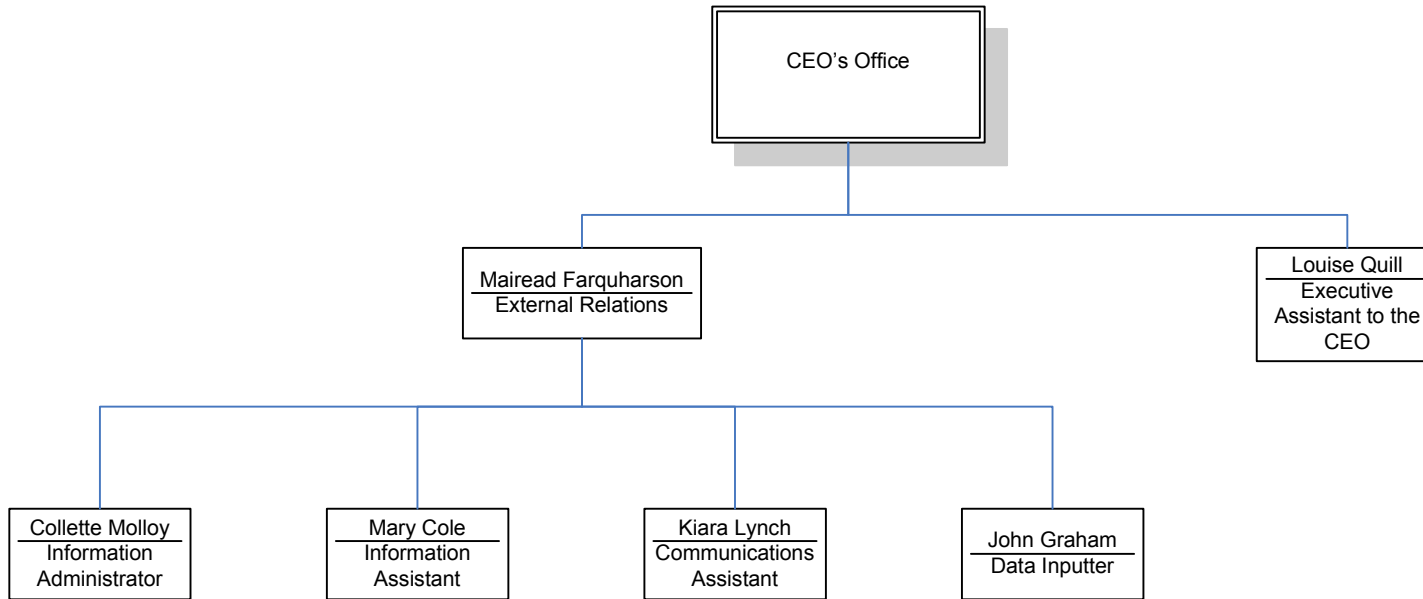 CEO’s Office
Mairead Farquharson
External Relations
Louise Quill
Executive
Assistant to the
CEO
Collette Molloy
Information
Administrator
Mary Cole
Information
Assistant
Kiara Lynch
Communications
Assistant
John Graham
Data Inputter